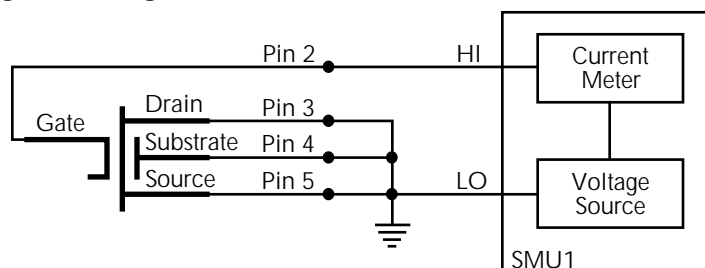 Pin 2
HI
Current
Meter
Drain
Pin 3
Gate
Substrate
Pin 4
Source
Pin 5
LO
Voltage
Source
SMU1